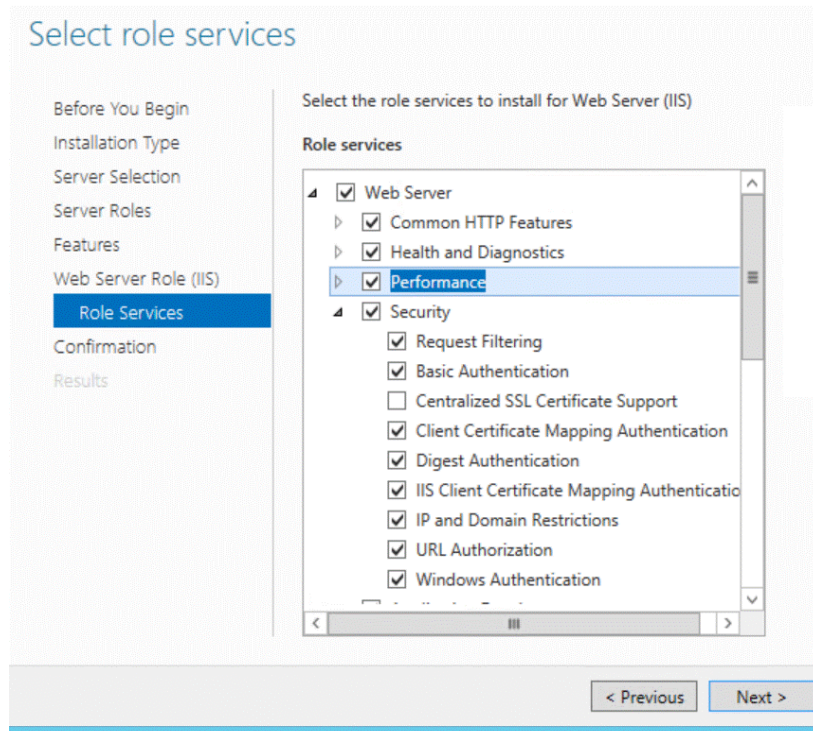 Select role services
Before You Begin
Installation Type
Server Selection
Server Roles
Features
Web Server Role (IIS)
Role Services
Confirmation
Results
Select the role services to install for Web Server (IIS)
Role services
Web Server
Common HTTP Features
Health and Diagnostics
Performance
Security
Request Filtering
Basic Authentication
Centralized SSL Certificate Support
Client Certificate Mapping Authentication
Digest Authentication
IIS Client Certificate Mapping Authenticatio
IP and Domain Restrictions
URL Authorization
Windows Authentication
< Previous
Next >